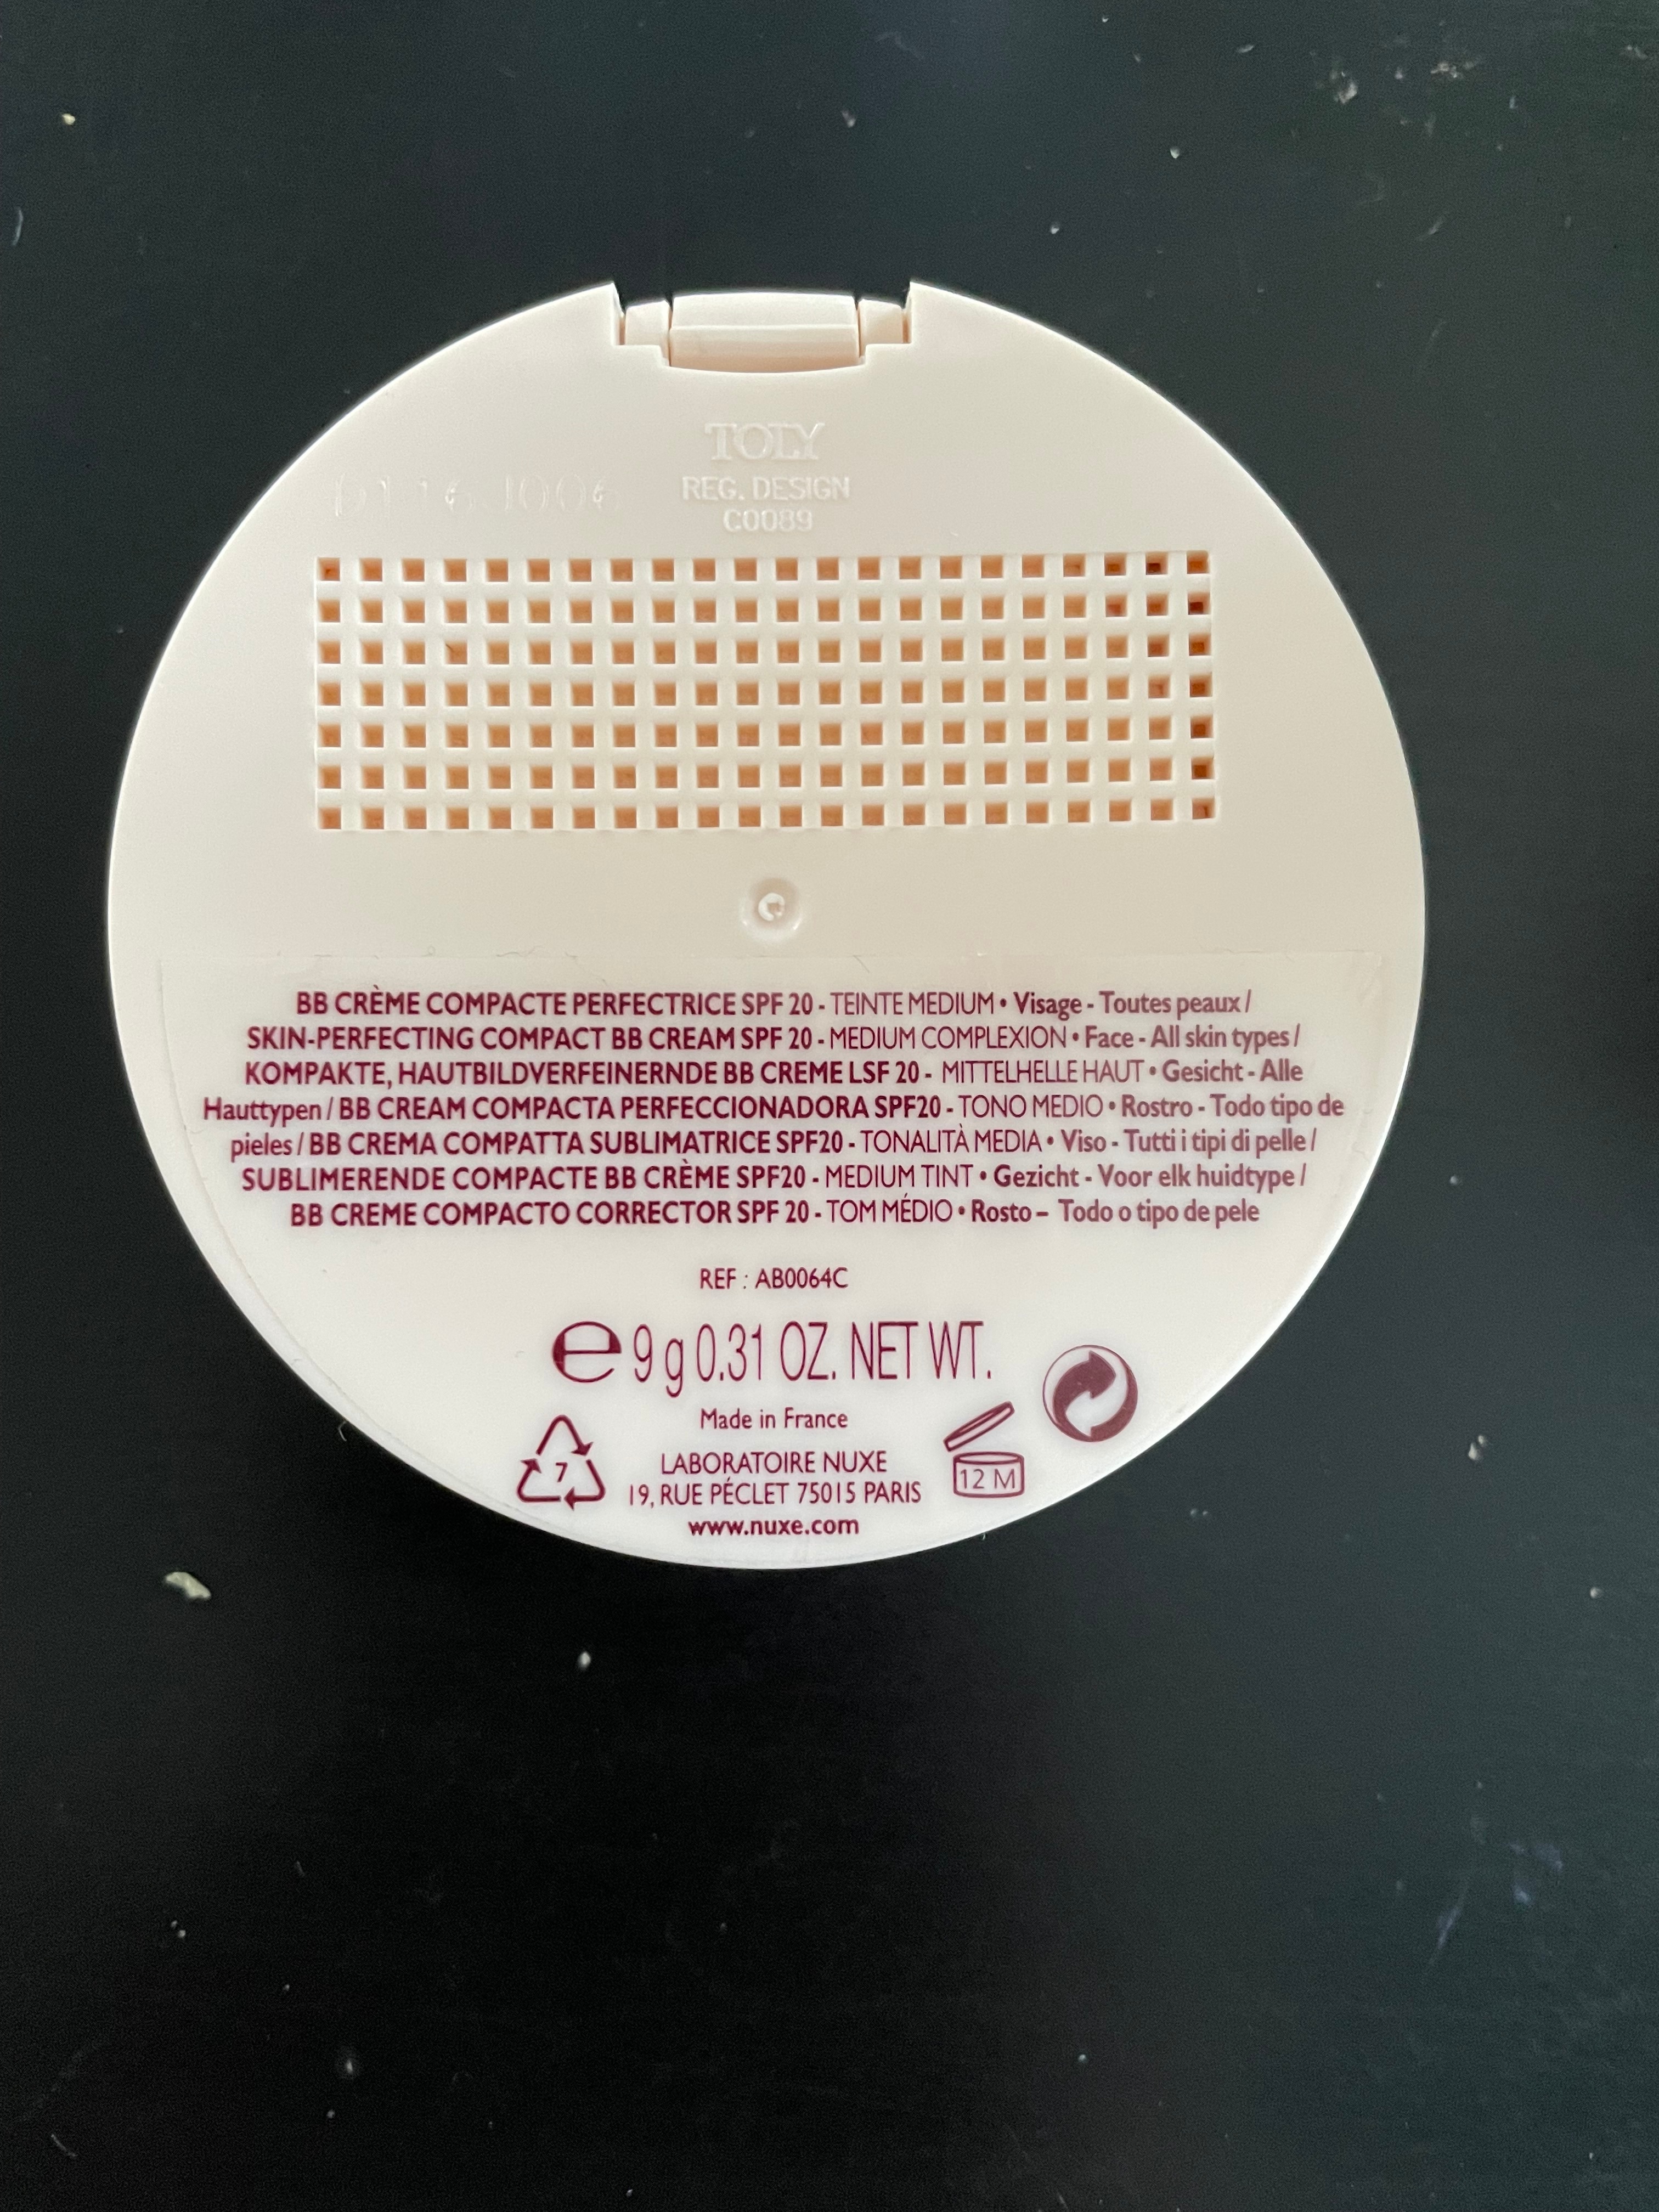 TOLY
REG. DESIGN
C0089
BB CRÈME COMPACTE PERFECTRICE SPF 20 - TEINTE MEDIUM • Visage - Toutes peaux /
SKIN-PERFECTING COMPACT BB CREAM SPF 20 - MEDIUM COMPLEXION • Face - All skin types /
KOMPAKTE, HAUTBILDVERFEINERNDE BB CREME LSF 20 - MITTELHELLE HAUT • Gesicht - Alle
Hauttypen / BB CREAM COMPACTA PERFECCIONADORA SPF20 - TONO MEDIO • Rostro - Todo tipo de
pieles / BB CREMA COMPATTA SUBLIMATRICE SPF20 - TONALITÀ MEDIA • Viso - Tutti i tipi di pelle /
SUBLIMERENDE COMPACTE BB CRÈME SPF20 - MEDIUM TINT • Gezicht - Voor elk huidtype /
BB CREME COMPACTO CORRECTOR SPF 20 - TOM MÉDIO • Rosto – Todo o tipo de pele
REF : AB0064C
℮ 9 g 0.31 OZ. NET WT.
Made in France
7
LABORATOIRE NUXE
19, RUE PÉCLET 75015 PARIS
12 M
www.nuxe.com